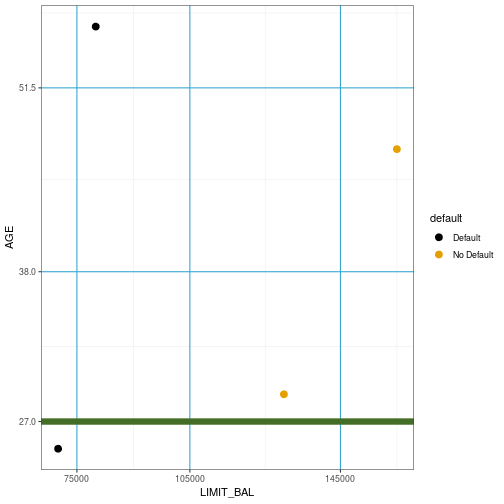 51.5
38.0
27.0
AGE
75000
105000
145000
LIMIT_BAL
default
Default
No Default